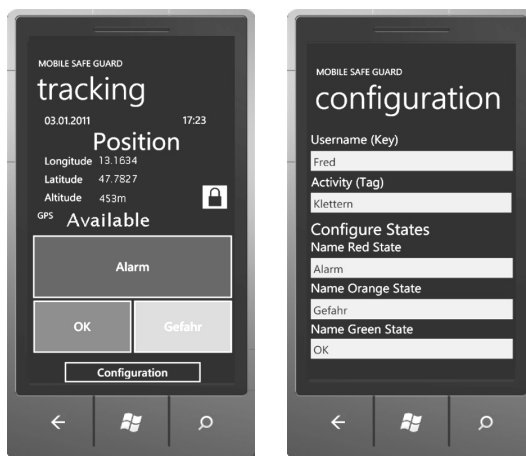 MOBILE SAFE GUARD
tracking
03.01.2011 17:23
Position
Longitude 13.1634
Latitude 47.7827
Altitude 453m
GPS Available
Alarm
OK Gefahr
Configuration
MOBILE SAFE GUARD
configuration
Username (Key)
Fred
Activity (Tag)
Klettern
Configure States
Name Red State
Alarm
Name Orange State
Gefahr
Name Green State
OK